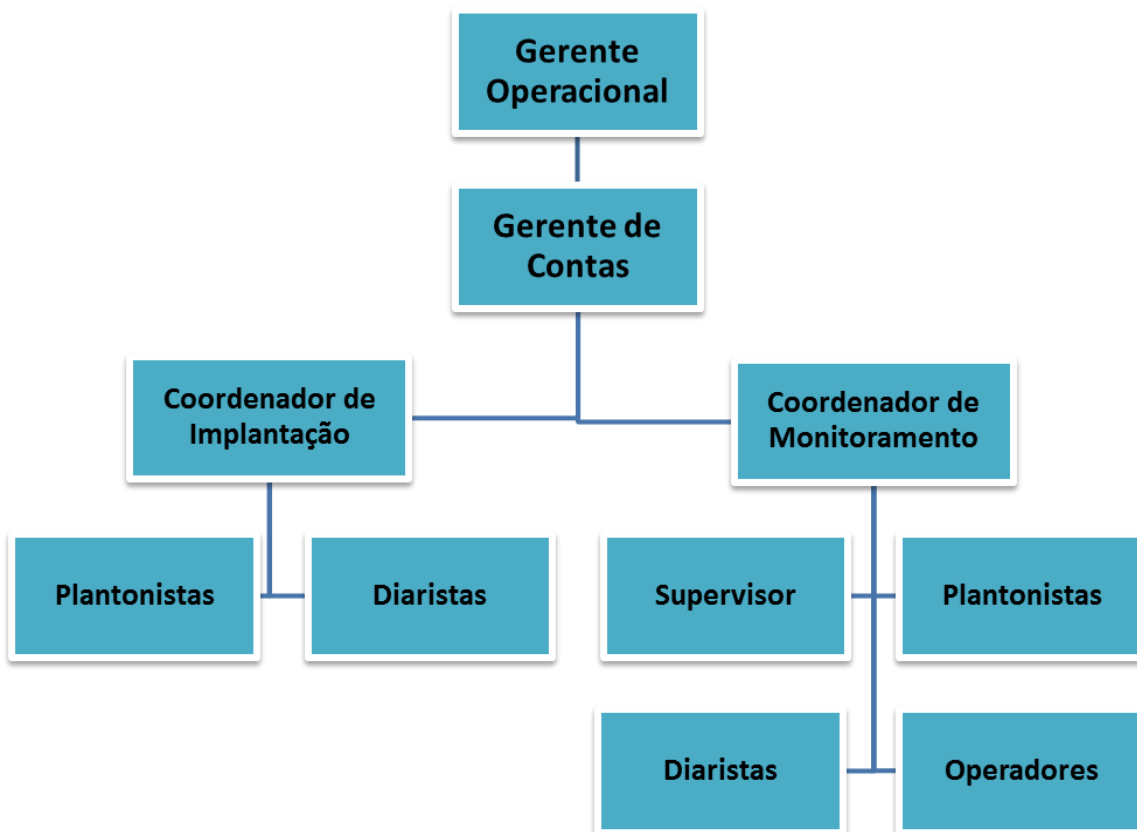 Gerente
Operacional
Gerente de
Contas
Coordenador de
Implantação
Coordenador de
Monitoramento
Plantonistas
Diaristas
Supervisor
Plantonistas
Diaristas
Operadores